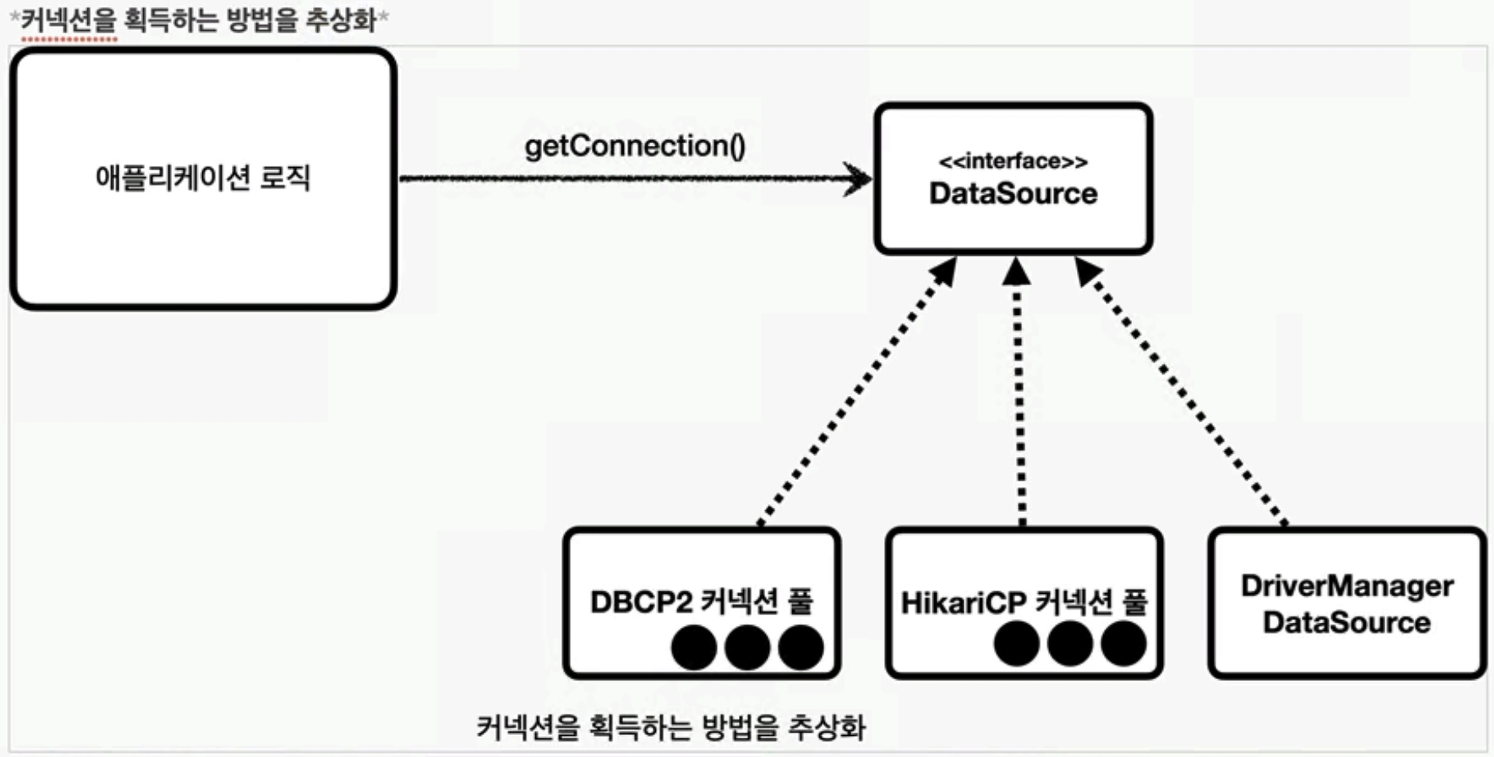 *커넥션을 획득하는 방법을 추상화*
애플리케이션 로직
getConnection()
<<interface>>
DataSource
DBCP2 커넥션 풀
HikariCP 커넥션 풀
DriverManager
DataSource
커넥션을 획득하는 방법을 추상화